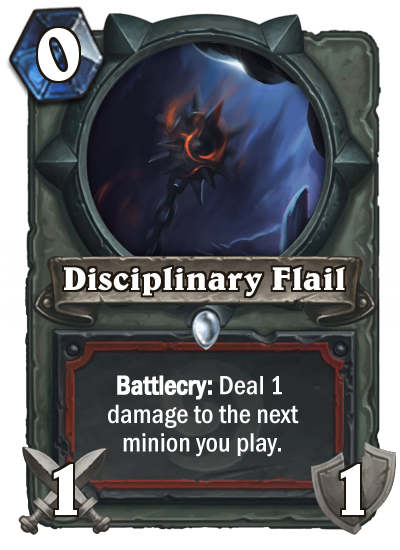 0
Disciplinary Flail
Battlecry: Deal 1
damage to the next
minion you play.
1
1